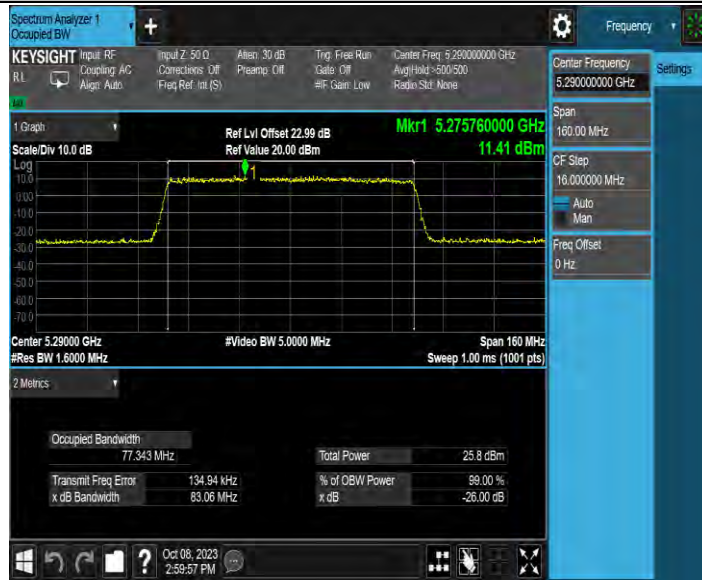 Spectrum Analyzer 1
Occupied BW
+
Frequency
KEYSIGHT
Input: RF
Coupling: AC
Align: Auto
RL
Input Z: 50 Ω
Corrections: Off
Freq Ref: Int (S)
Atten: 30 dB
Preamp: Off
Trig: Free Run
Gate: Off
#IF Gain: Low
Center Freq: 5.290000000 GHz
Avg|Hold:>500/500
Radio Std: None
Center Frequency
5.290000000 GHz
Settings
Span
160.00 MHz
CF Step
16.000000 MHz
Auto
Man
Freq Offset
0 Hz
1 Graph
Scale/Div 10.0 dB
Ref Lvl Offset 22.99 dB
Ref Value 20.00 dBm
Mkr1 5.275760000 GHz
11.41 dBm
Log
10.0
0.00
-10.0
-20.0
-30.0
-40.0
-50.0
-60.0
-70.0
1
Center 5.29000 GHz
#Res BW 1.6000 MHz
#Video BW 5.0000 MHz
Span 160 MHz
Sweep 1.00 ms (1001 pts)
2 Metrics
Occupied Bandwidth
77.343 MHz
Total Power 25.8 dBm
Transmit Freq Error 134.94 kHz
% of OBW Power 99.00 %
x dB Bandwidth 83.06 MHz
x dB -26.00 dB
?
Oct 08, 2023
2:59:57 PM